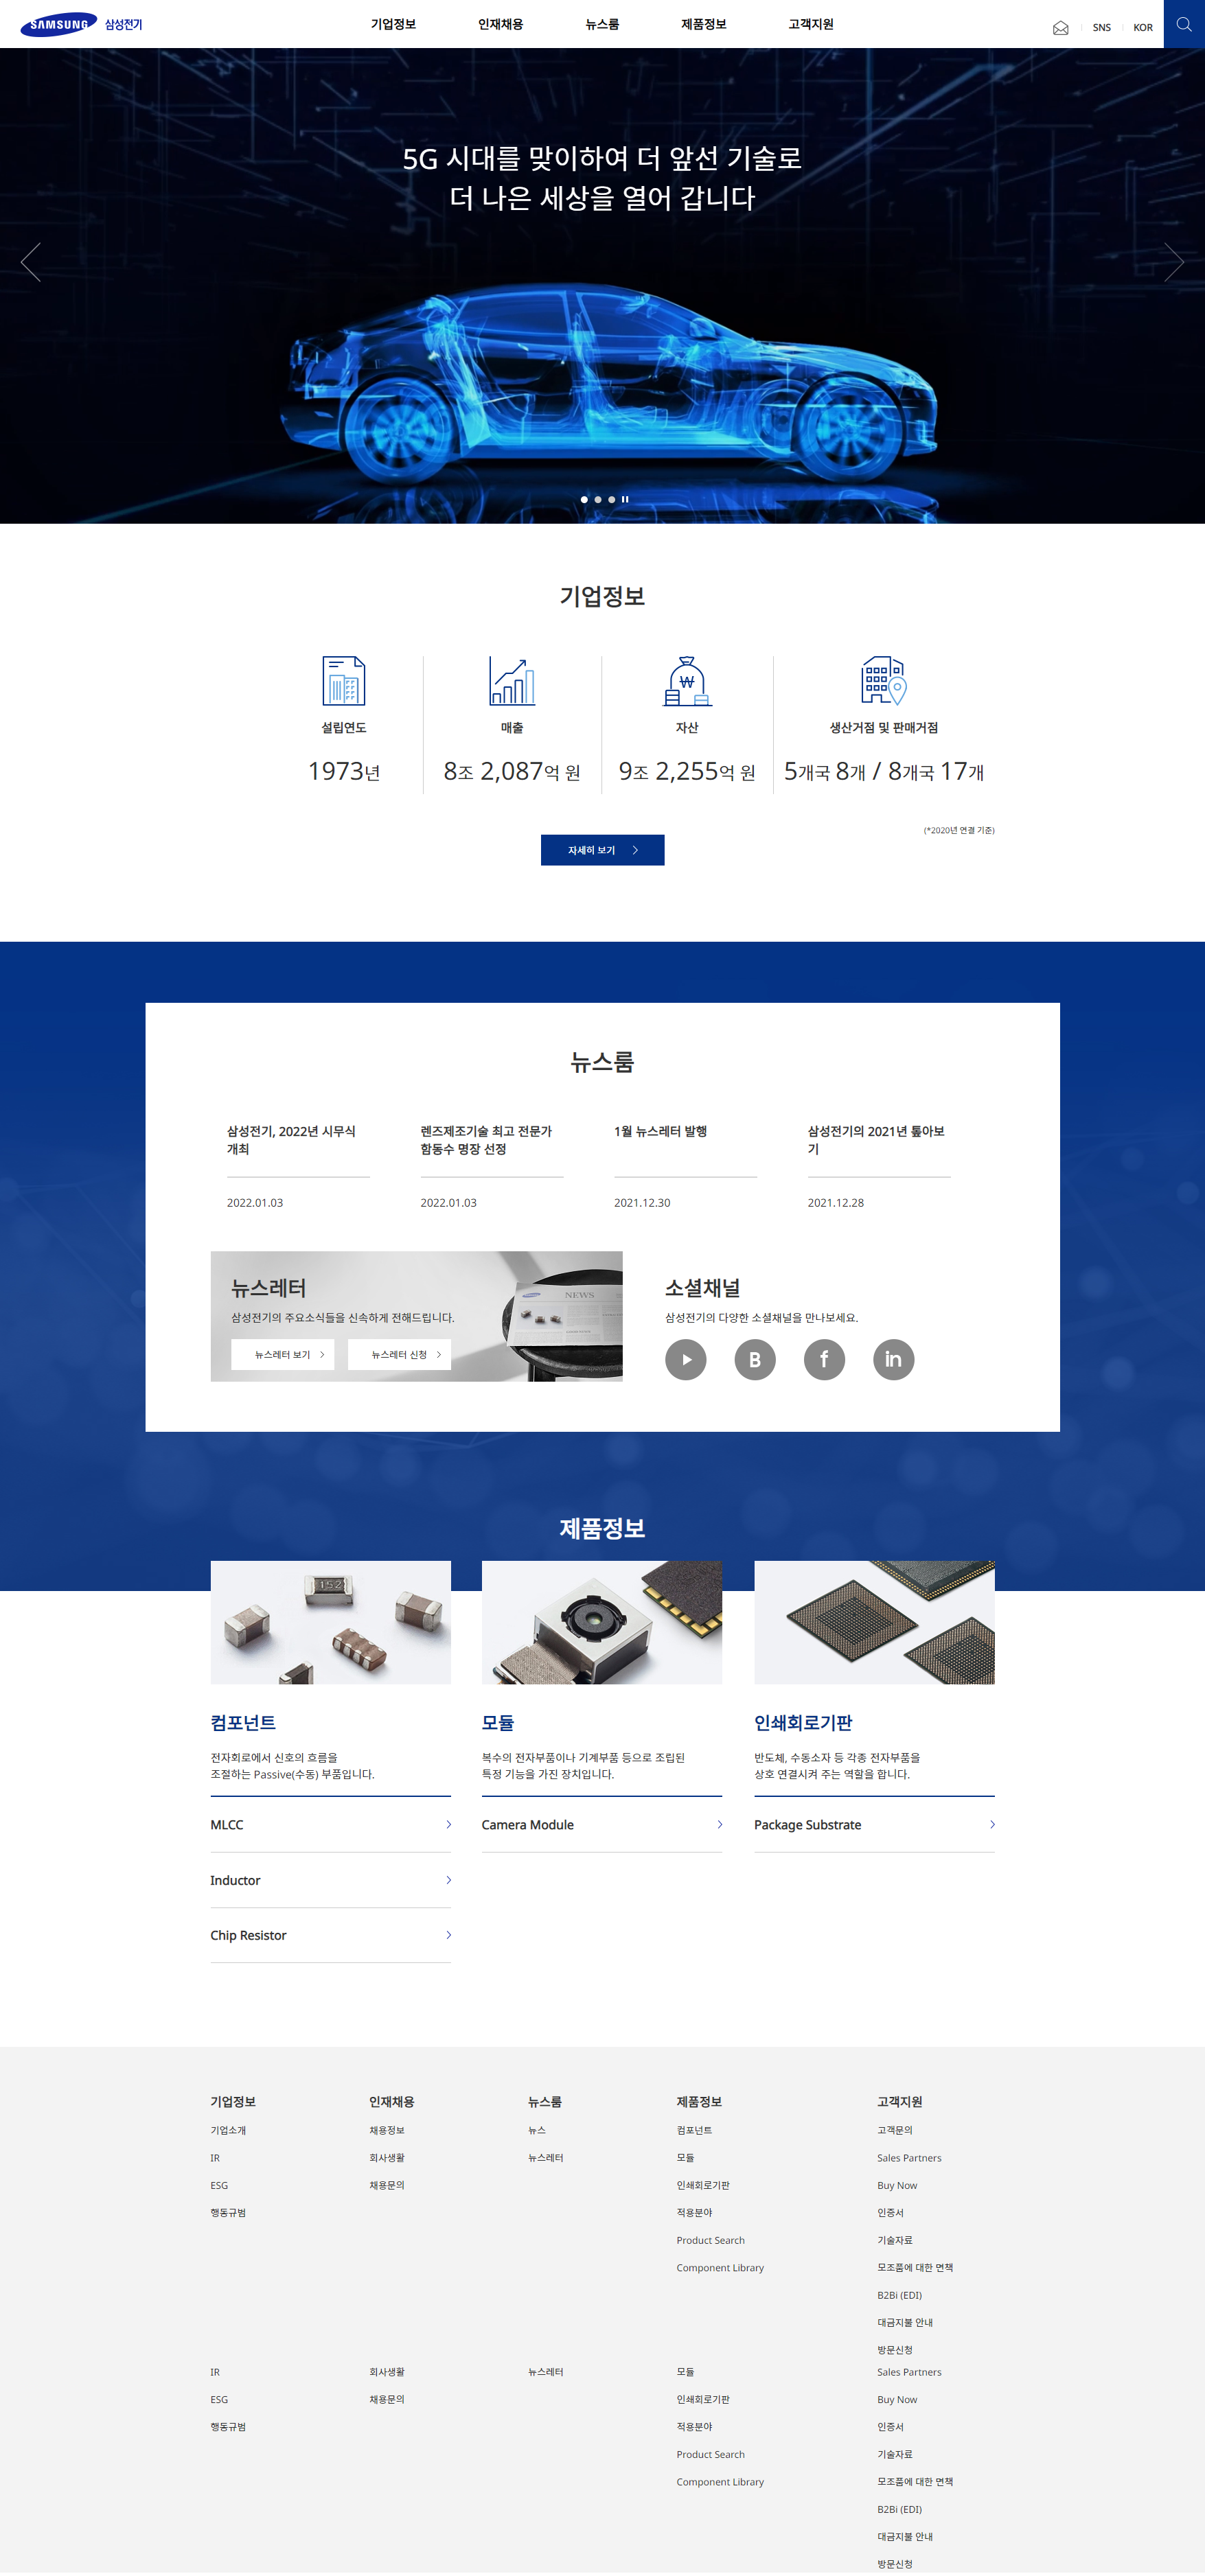 SAMSUNG 삼성전기
기업정보 인재채용 뉴스룸 제품정보 고객지원
SNS KOR
5G 시대를 맞이하여 더 앞선 기술로
더 나은 세상을 열어 갑니다
기업정보
설립연도 매출 자산 생산거점 및 판매거점
1973년 8조 2,087억 원 9조 2,255억 원 5개국 8개 / 8개국 17개
(*2020년 연결 기준)
자세히 보기
뉴스룸
삼성전기, 2022년 시무식
개최
2022.01.03
렌즈제조기술 최고 전문가
함동수 명장 선정
2022.01.03
1월 뉴스레터 발행
2021.12.30
삼성전기의 2021년 톺아보
기
2021.12.28
뉴스레터
삼성전기의 주요소식들을 신속하게 전해드립니다.
뉴스레터 보기 뉴스레터 신청
NEWS
소셜채널
삼성전기의 다양한 소셜채널을 만나보세요.
B f in
제품정보
152
컴포넌트
전자회로에서 신호의 흐름을
조절하는 Passive(수동) 부품입니다.
MLCC
Inductor
Chip Resistor
모듈
복수의 전자부품이나 기계부품 등으로 조립된
특정 기능을 가진 장치입니다.
Camera Module
인쇄회로기판
반도체, 수동소자 등 각종 전자부품을
상호 연결시켜 주는 역할을 합니다.
Package Substrate
기업정보
기업소개
IR
ESG
행동규범
인재채용
채용정보
회사생활
채용문의
뉴스룸
뉴스
뉴스레터
제품정보
컴포넌트
모듈
인쇄회로기판
적용분야
Product Search
Component Library
고객지원
고객문의
Sales Partners
Buy Now
인증서
기술자료
모조품에 대한 면책
B2Bi (EDI)
대금지불 안내
방문신청
IR
ESG
행동규범
회사생활
채용문의
뉴스레터
모듈
인쇄회로기판
적용분야
Product Search
Component Library
Sales Partners
Buy Now
인증서
기술자료
모조품에 대한 면책
B2Bi (EDI)
대금지불 안내
방문신청